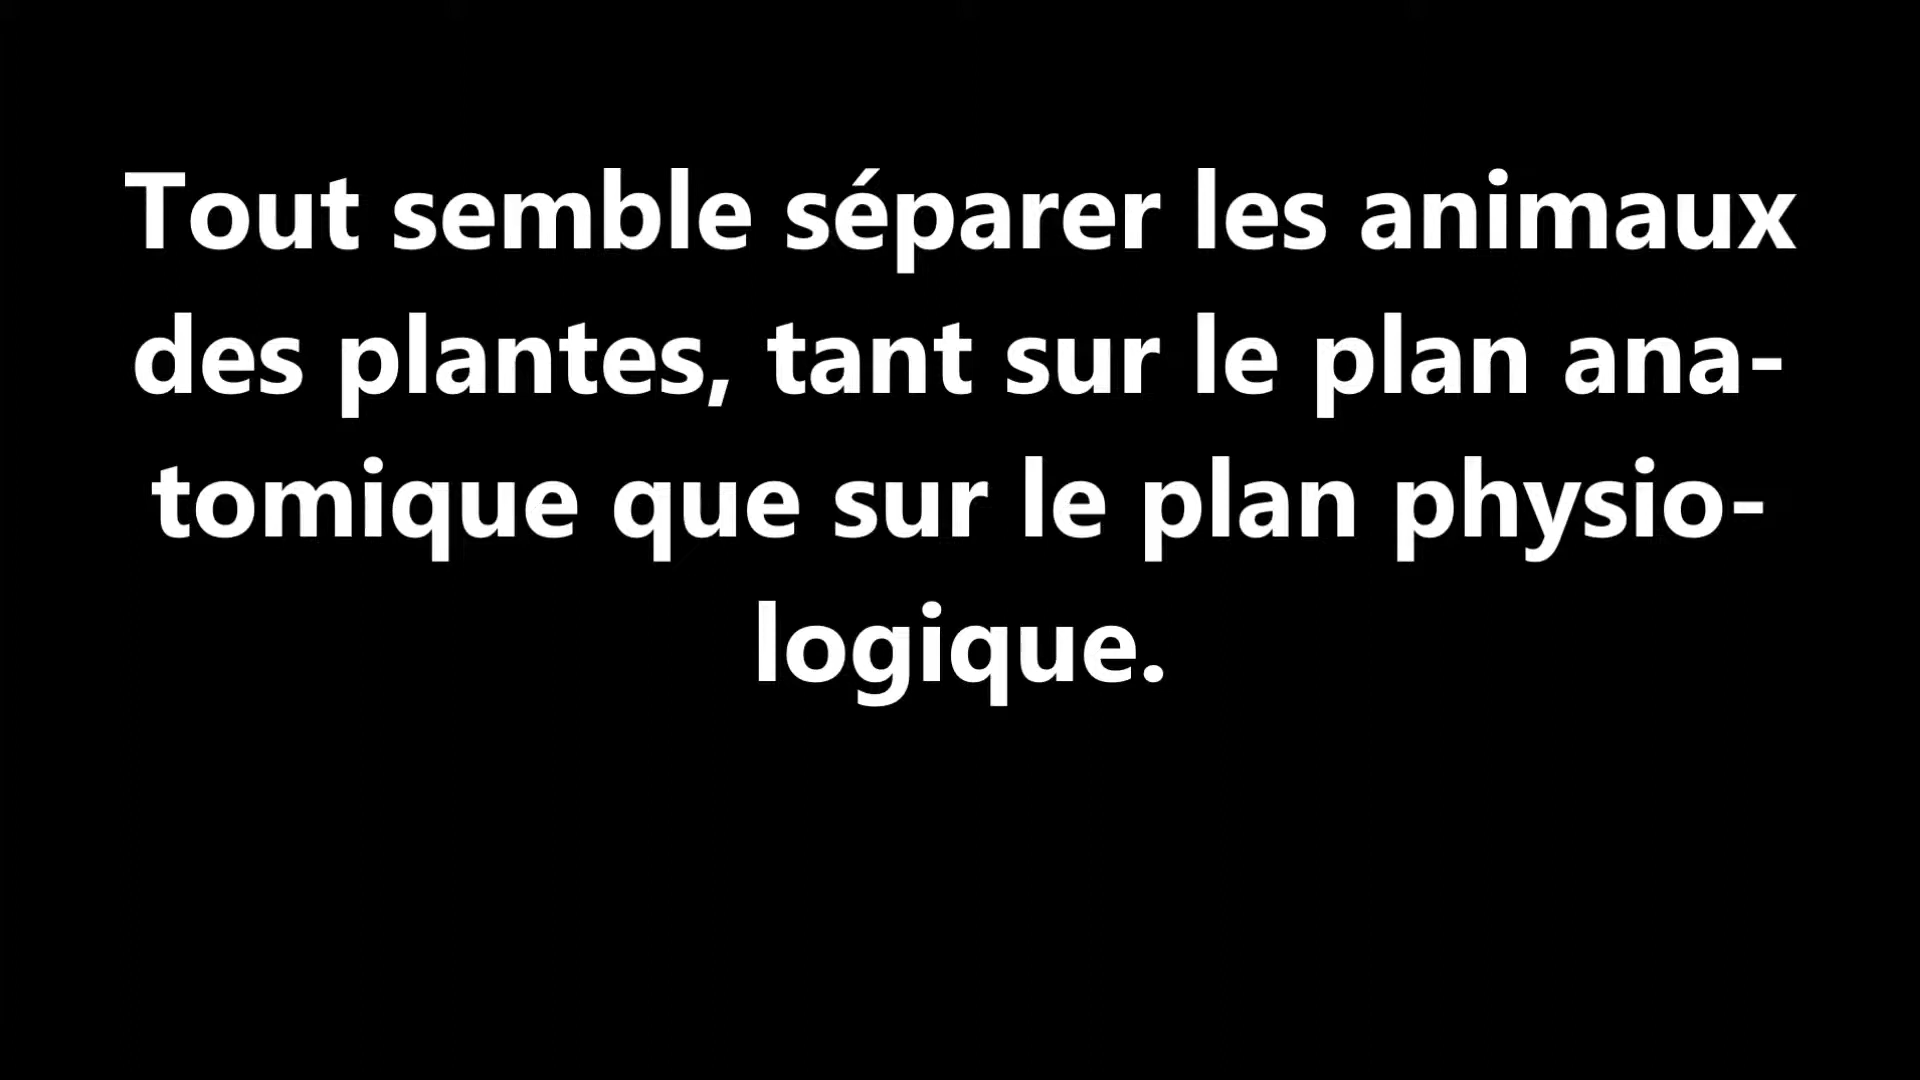 Tout semble séparer les animaux
des plantes, tant sur le plan ana-
tomique que sur le plan physio-
logique.